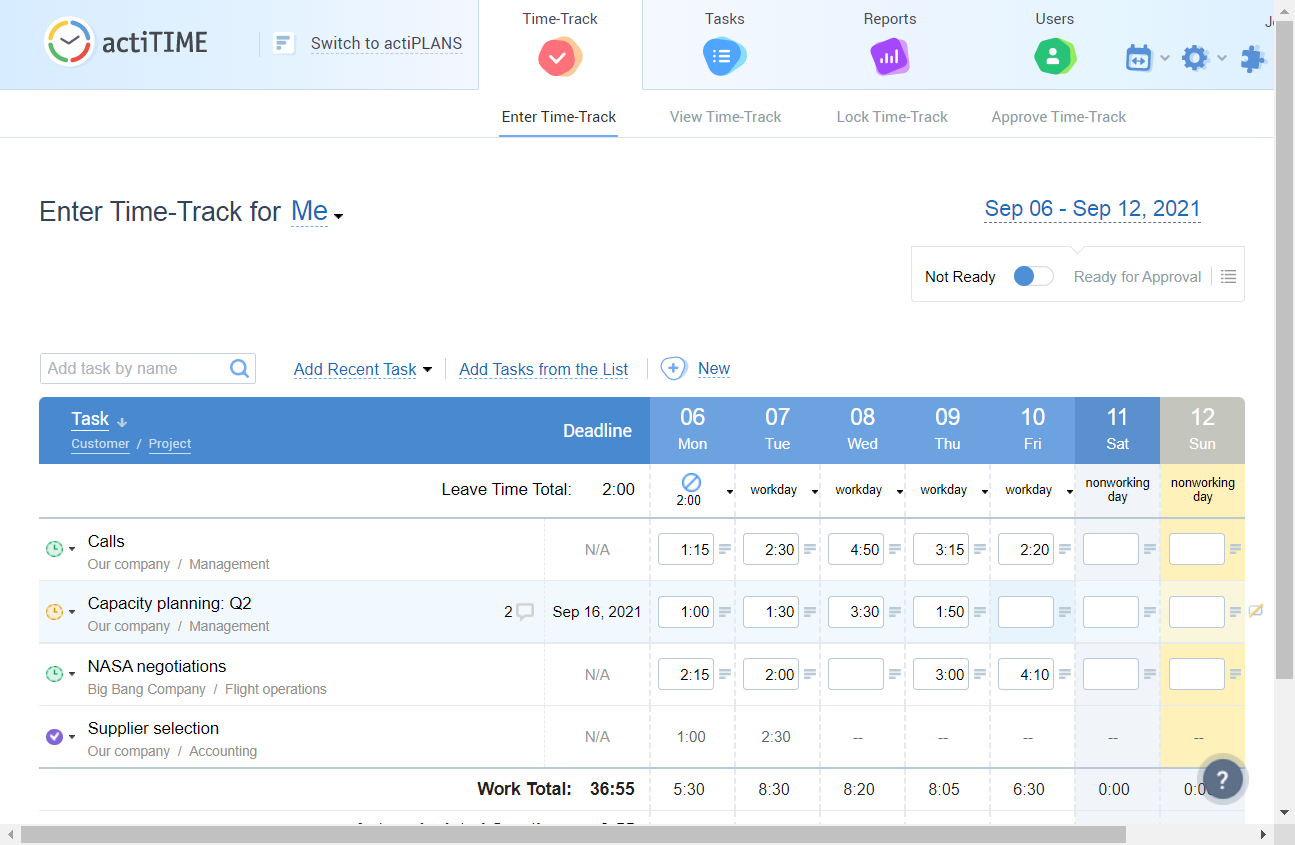 Time-Track Tasks Reports Users
actiTIME Switch to actiPLANS
Enter Time-Track View Time-Track Lock Time-Track Approve Time-Track
Enter Time-Track for Me Sep 06 - Sep 12, 2021
Not Ready Ready for Approval
Add task by name Add Recent Task Add Tasks from the List New
Task Deadline 06 07 08 09 10 11 12
Customer / Project Mon Tue Wed Thu Fri Sat Sun
Leave Time Total: 2:00 2:00 workday workday workday workday nonworking day nonworking day
Calls N/A 1:15 2:30 4:50 3:15 2:20
Our company / Management
Capacity planning: Q2 2 Sep 16, 2021 1:00 1:30 3:30 1:50
Our company / Management
NASA negotiations N/A 2:15 2:00 3:00 4:10
Big Bang Company / Flight operations
Supplier selection N/A 1:00 2:30 -- -- -- -- --
Our company / Accounting
Work Total: 36:55 5:30 8:30 8:20 8:05 6:30 0:00
?